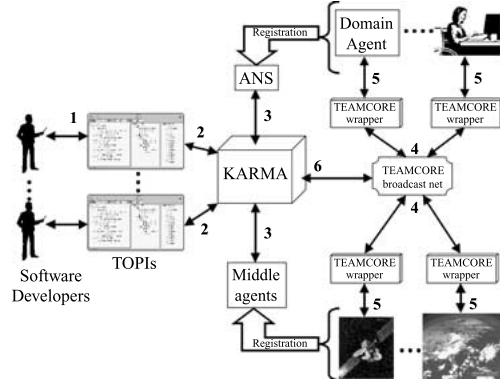 Registration
Domain
Agent
ANS
5
5
1
2
3
TEAMCORE
wrapper
TEAMCORE
wrapper
4
KARMA
6
TEAMCORE
broadcast net
4
2
3
TOPIs
Software
Developers
Middle
agents
TEAMCORE
wrapper
TEAMCORE
wrapper
5
5
Registration